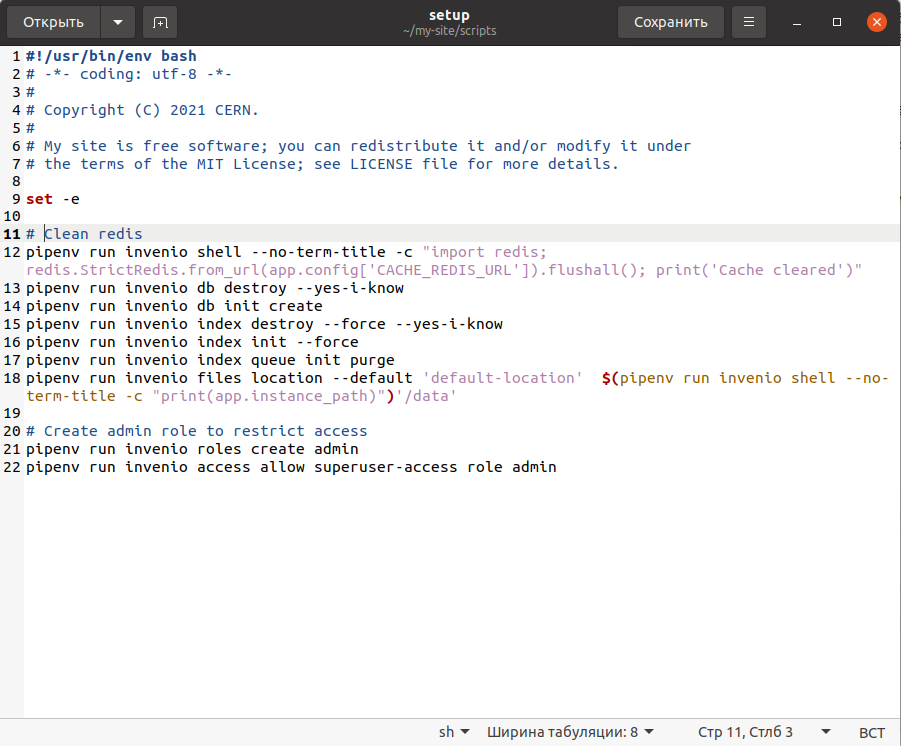 Открыть
setup
~/my-site/scripts
Сохранить
1 #!/usr/bin/env bash
2 # -*- coding: utf-8 -*-
3 #
4 # Copyright (C) 2021 CERN.
5 #
6 # My site is free software; you can redistribute it and/or modify it under
7 # the terms of the MIT License; see LICENSE file for more details.
8
9 set -e
10
11 # Clean redis
12 pipenv run invenio shell --no-term-title -c "import redis;
redis.StrictRedis.from_url(app.config['CACHE_REDIS_URL']).flushall(); print('Cache cleared')"
13 pipenv run invenio db destroy --yes-i-know
14 pipenv run invenio db init create
15 pipenv run invenio index destroy --force --yes-i-know
16 pipenv run invenio index init --force
17 pipenv run invenio index queue init purge
18 pipenv run invenio files location --default 'default-location'  $(pipenv run invenio shell --no-
term-title -c "print(app.instance_path)")'/data'
19
20 # Create admin role to restrict access
21 pipenv run invenio roles create admin
22 pipenv run invenio access allow superuser-access role admin
sh Ширина табуляции: 8 Стр 11, Стлб 3 ВСТ